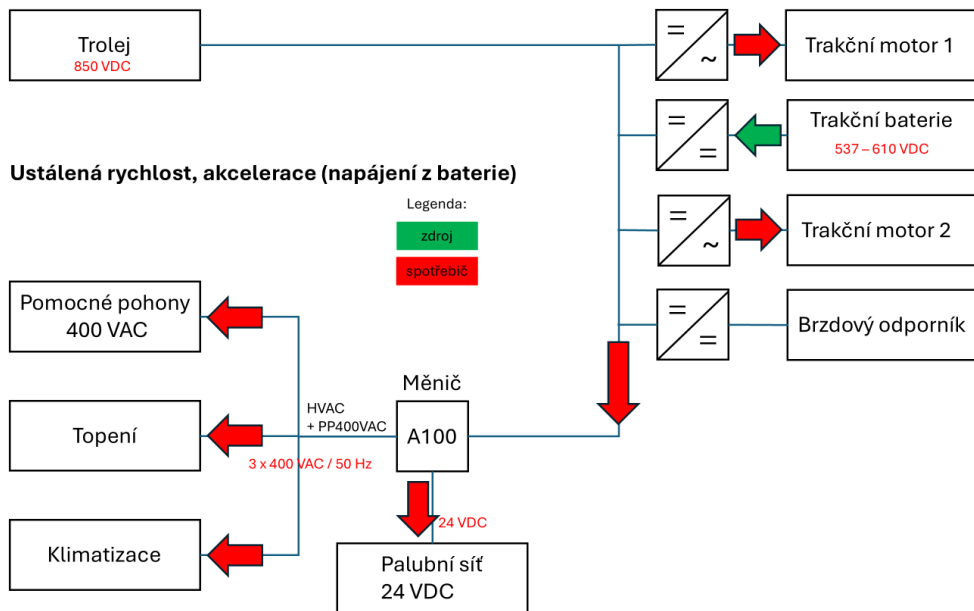 Trolej
850 VDC
=
~
Trakční motor 1
=
=
Trakční baterie
537 – 610 VDC
Ustálená rychlost, akcelerace (napájení z baterie)
Legenda:
zdroj
spotřebič
=
~
Trakční motor 2
=
=
Brzdový odporník
Pomocné pohony
400 VAC
Měnič
A100
HVAC
+ PP400VAC
Topení
3 x 400 VAC / 50 Hz
24 VDC
Klimatizace
Palubní síť
24 VDC